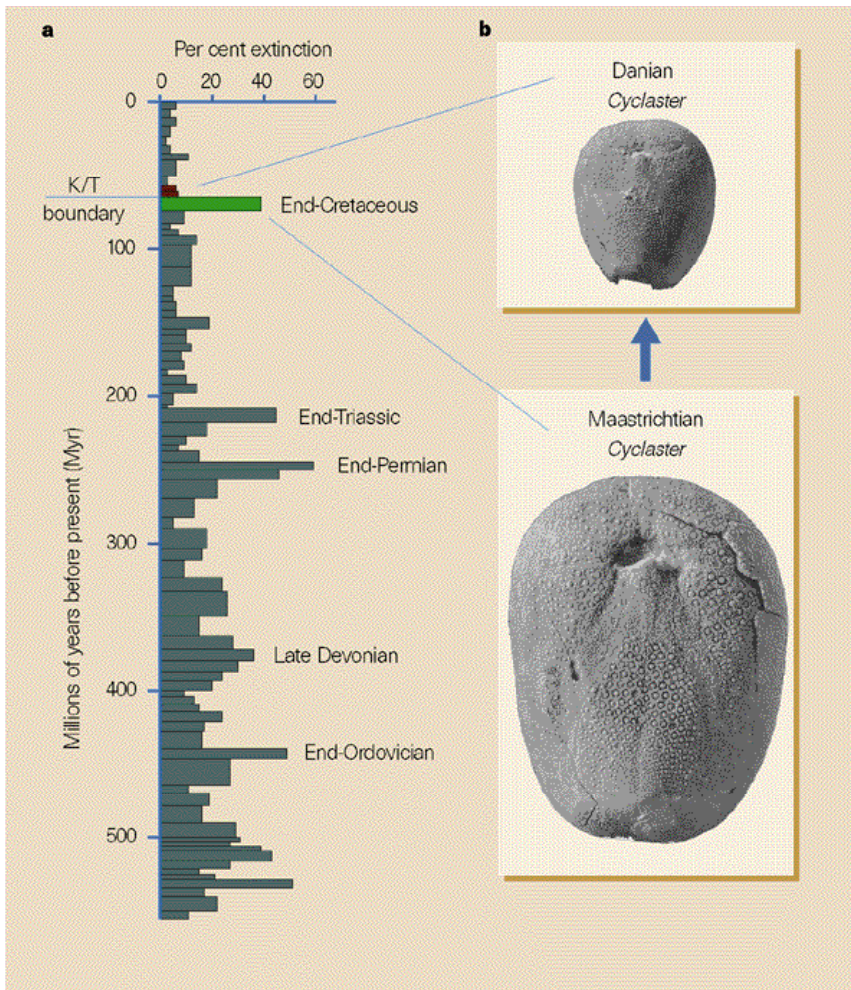 a
Per cent extinction
0 20 40 60
0
K/T
boundary
End-Cretaceous
100
200
End-Triassic
End-Permian
300
Late Devonian
400
End-Ordovician
500
Millions of years before present (Myr)
b
Danian
Cyclaster
Maastrichtian
Cyclaster